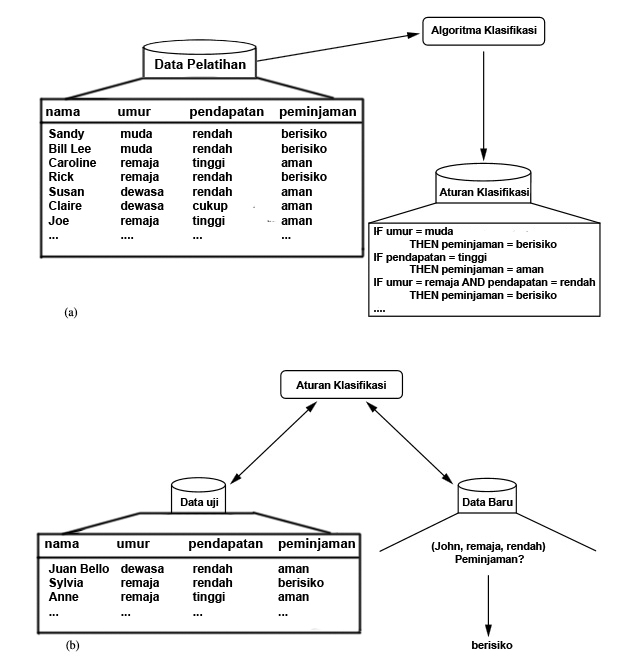 Algoritma Klasifikasi
Data Pelatihan
nama umur pendapatan peminjaman
Sandy muda rendah berisiko
Bill Lee muda rendah berisiko
Caroline remaja tinggi aman
Rick remaja rendah berisiko
Susan dewasa rendah aman
Claire dewasa cukup aman
Joe remaja tinggi aman
... .... ... ...
Aturan Klasifikasi
IF umur = muda
THEN peminjaman = berisiko
IF pendapatan = tinggi
THEN peminjaman = aman
IF umur = remaja AND pendapatan = rendah
THEN peminjaman = berisiko
....
(a)
Aturan Klasifikasi
Data uji
nama umur pendapatan peminjaman
Juan Bello dewasa rendah aman
Sylvia remaja rendah berisiko
Anne remaja tinggi aman
... ... ... ...
Data Baru
(John, remaja, rendah)
Peminjaman?
berisiko
(b)